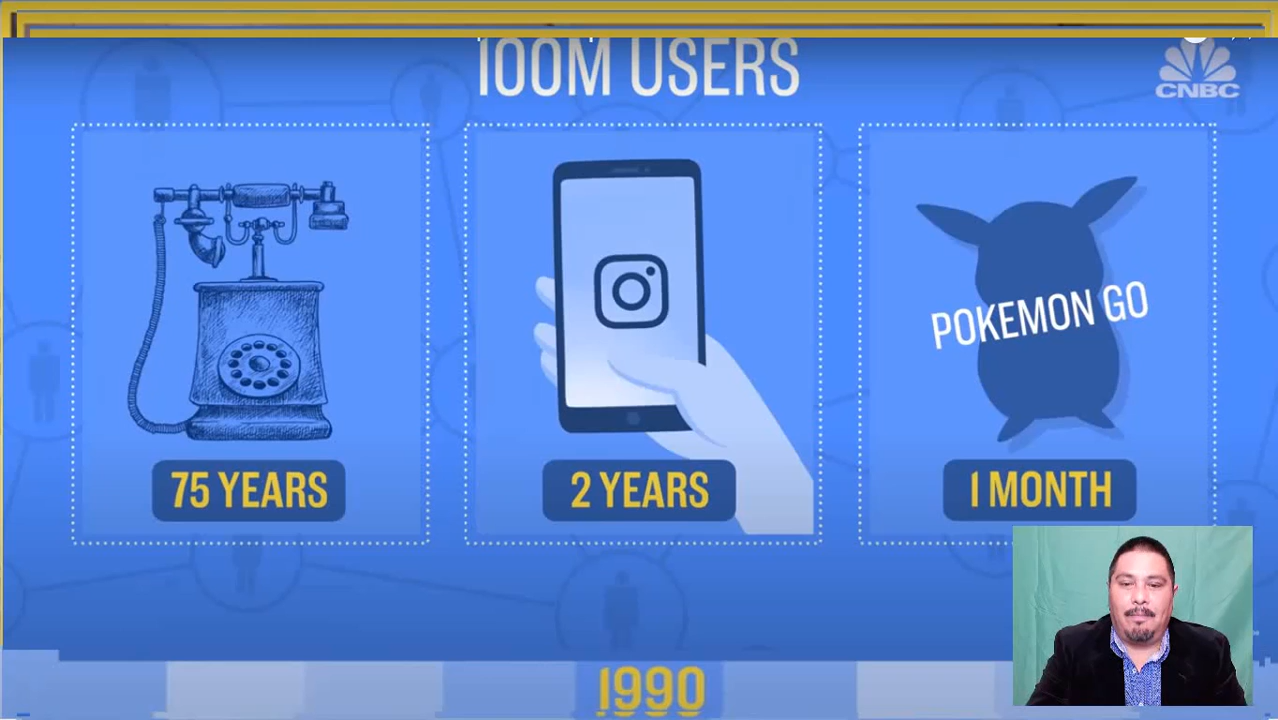 100M USERS
CNBC
POKEMON GO
75 YEARS
2 YEARS
1 MONTH
1990